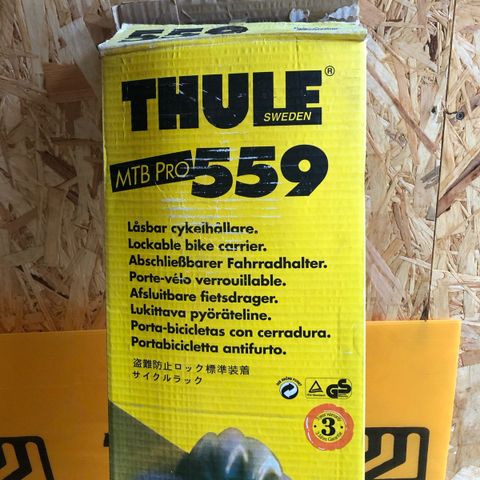 559
THULE®
SWEDEN
MTB PRO 559
Låsbar cykelhållare.
Lockable bike carrier.
Abschließbarer Fahrradhalter.
Porte-vélo verrouillable.
Afsluitbare fietsdrager.
Lukittava pyöräteline.
Porta-bicicletas con cerradura.
Portabicicletta antifurto.
盗難防止ロック標準装着
サイクルラック
GS
3